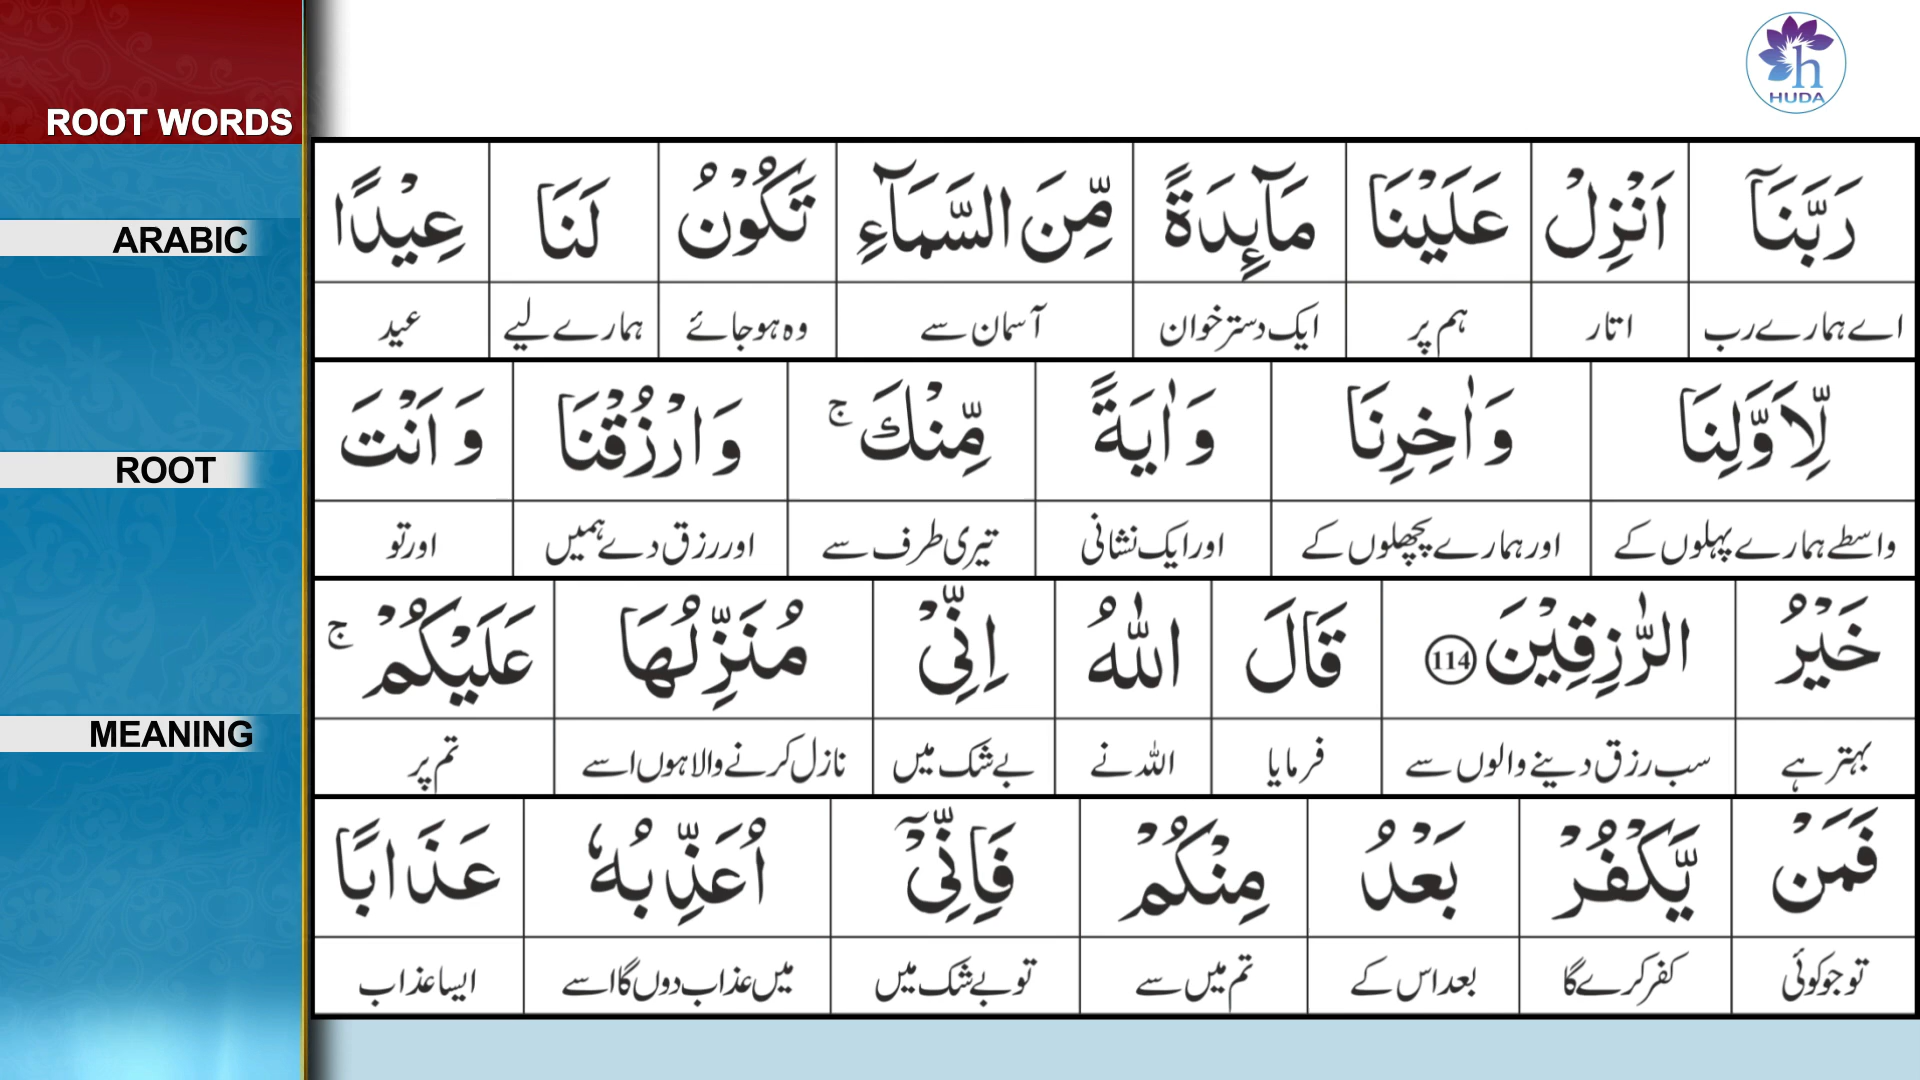 HUDA
ROOT WORDS
ARABIC
ROOT
MEANING
رَبَّنَاۤ اَنْزِلْ عَلَيْنَا مَآىِٕدَةً مِّنَ السَّمَآءِ تَكُوْنُ لَنَا عِيْدًا
اے ہمارے رب اتار ہم پر ایک دسترخوان آسمان سے وہ ہو جائے ہمارے لیے عید
لِّاَوَّلِنَا وَاٰخِرِنَا وَاٰيَةً مِّنْكَ ۚ وَارْزُقْنَا وَاَنْتَ
واسطے ہمارے پہلوں کے اور ہمارے پچھلوں کے اور ایک نشانی تیری طرف سے اور رزق دے ہمیں اور تو
خَيْرُ الرّٰزِقِيْنَ 114 قَالَ اللّٰهُ اِنِّيْ مُنَزِّلُهَا عَلَيْكُمْ ۚ
بہتر ہے سب رزق دینے والوں سے فرمایا اللہ نے بے شک میں نازل کرنے والا ہوں اسے تم پر
فَمَنْ يَّكْفُرْ بَعْدُ مِنْكُمْ فَاِنِّيْۤ اُعَذِّبُهٗ عَذَابًا
تو جو کوئی کفر کرے گا بعد اس کے تم میں سے تو بے شک میں میں عذاب دوں گا اسے ایسا عذاب